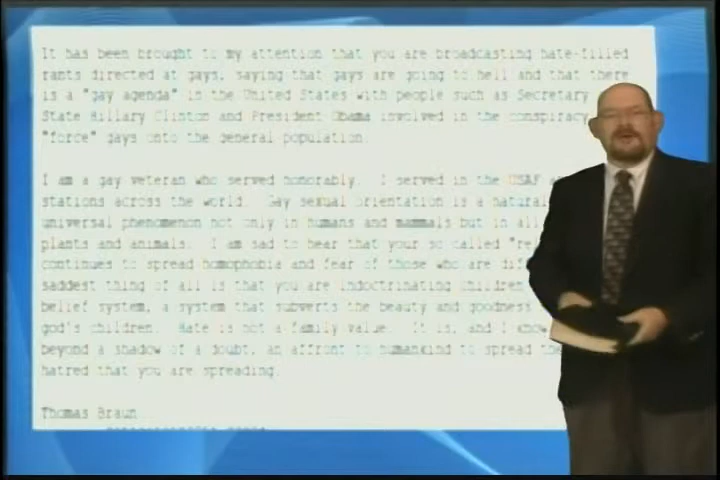 It has been brought to my attention that you are broadcasting hate-filled
rants directed at gays, saying that gays are going to hell and that there
is a "gay agenda" in the United States with people such as Secretary
State Hillary Clinton and President Obama involved in the conspiracy
"force" gays onto the general population.
I am a gay veteran who served honorably. I served in the USAF
stations across the world. Gay sexual orientation is a natural
universal phenomenon not only in humans and mammals but in all
plants and animals. I am sad to hear that your so called
continues to spread homophobia and fear of those who are
saddest thing of all is that you are indoctrinating children
belief system, a system that subverts the beauty and goodness
god's children. Hate is not a family value. It is, and I know
beyond a shadow of a doubt, an affront to humankind to spread
hatred that you are spreading.
Thomas Braun